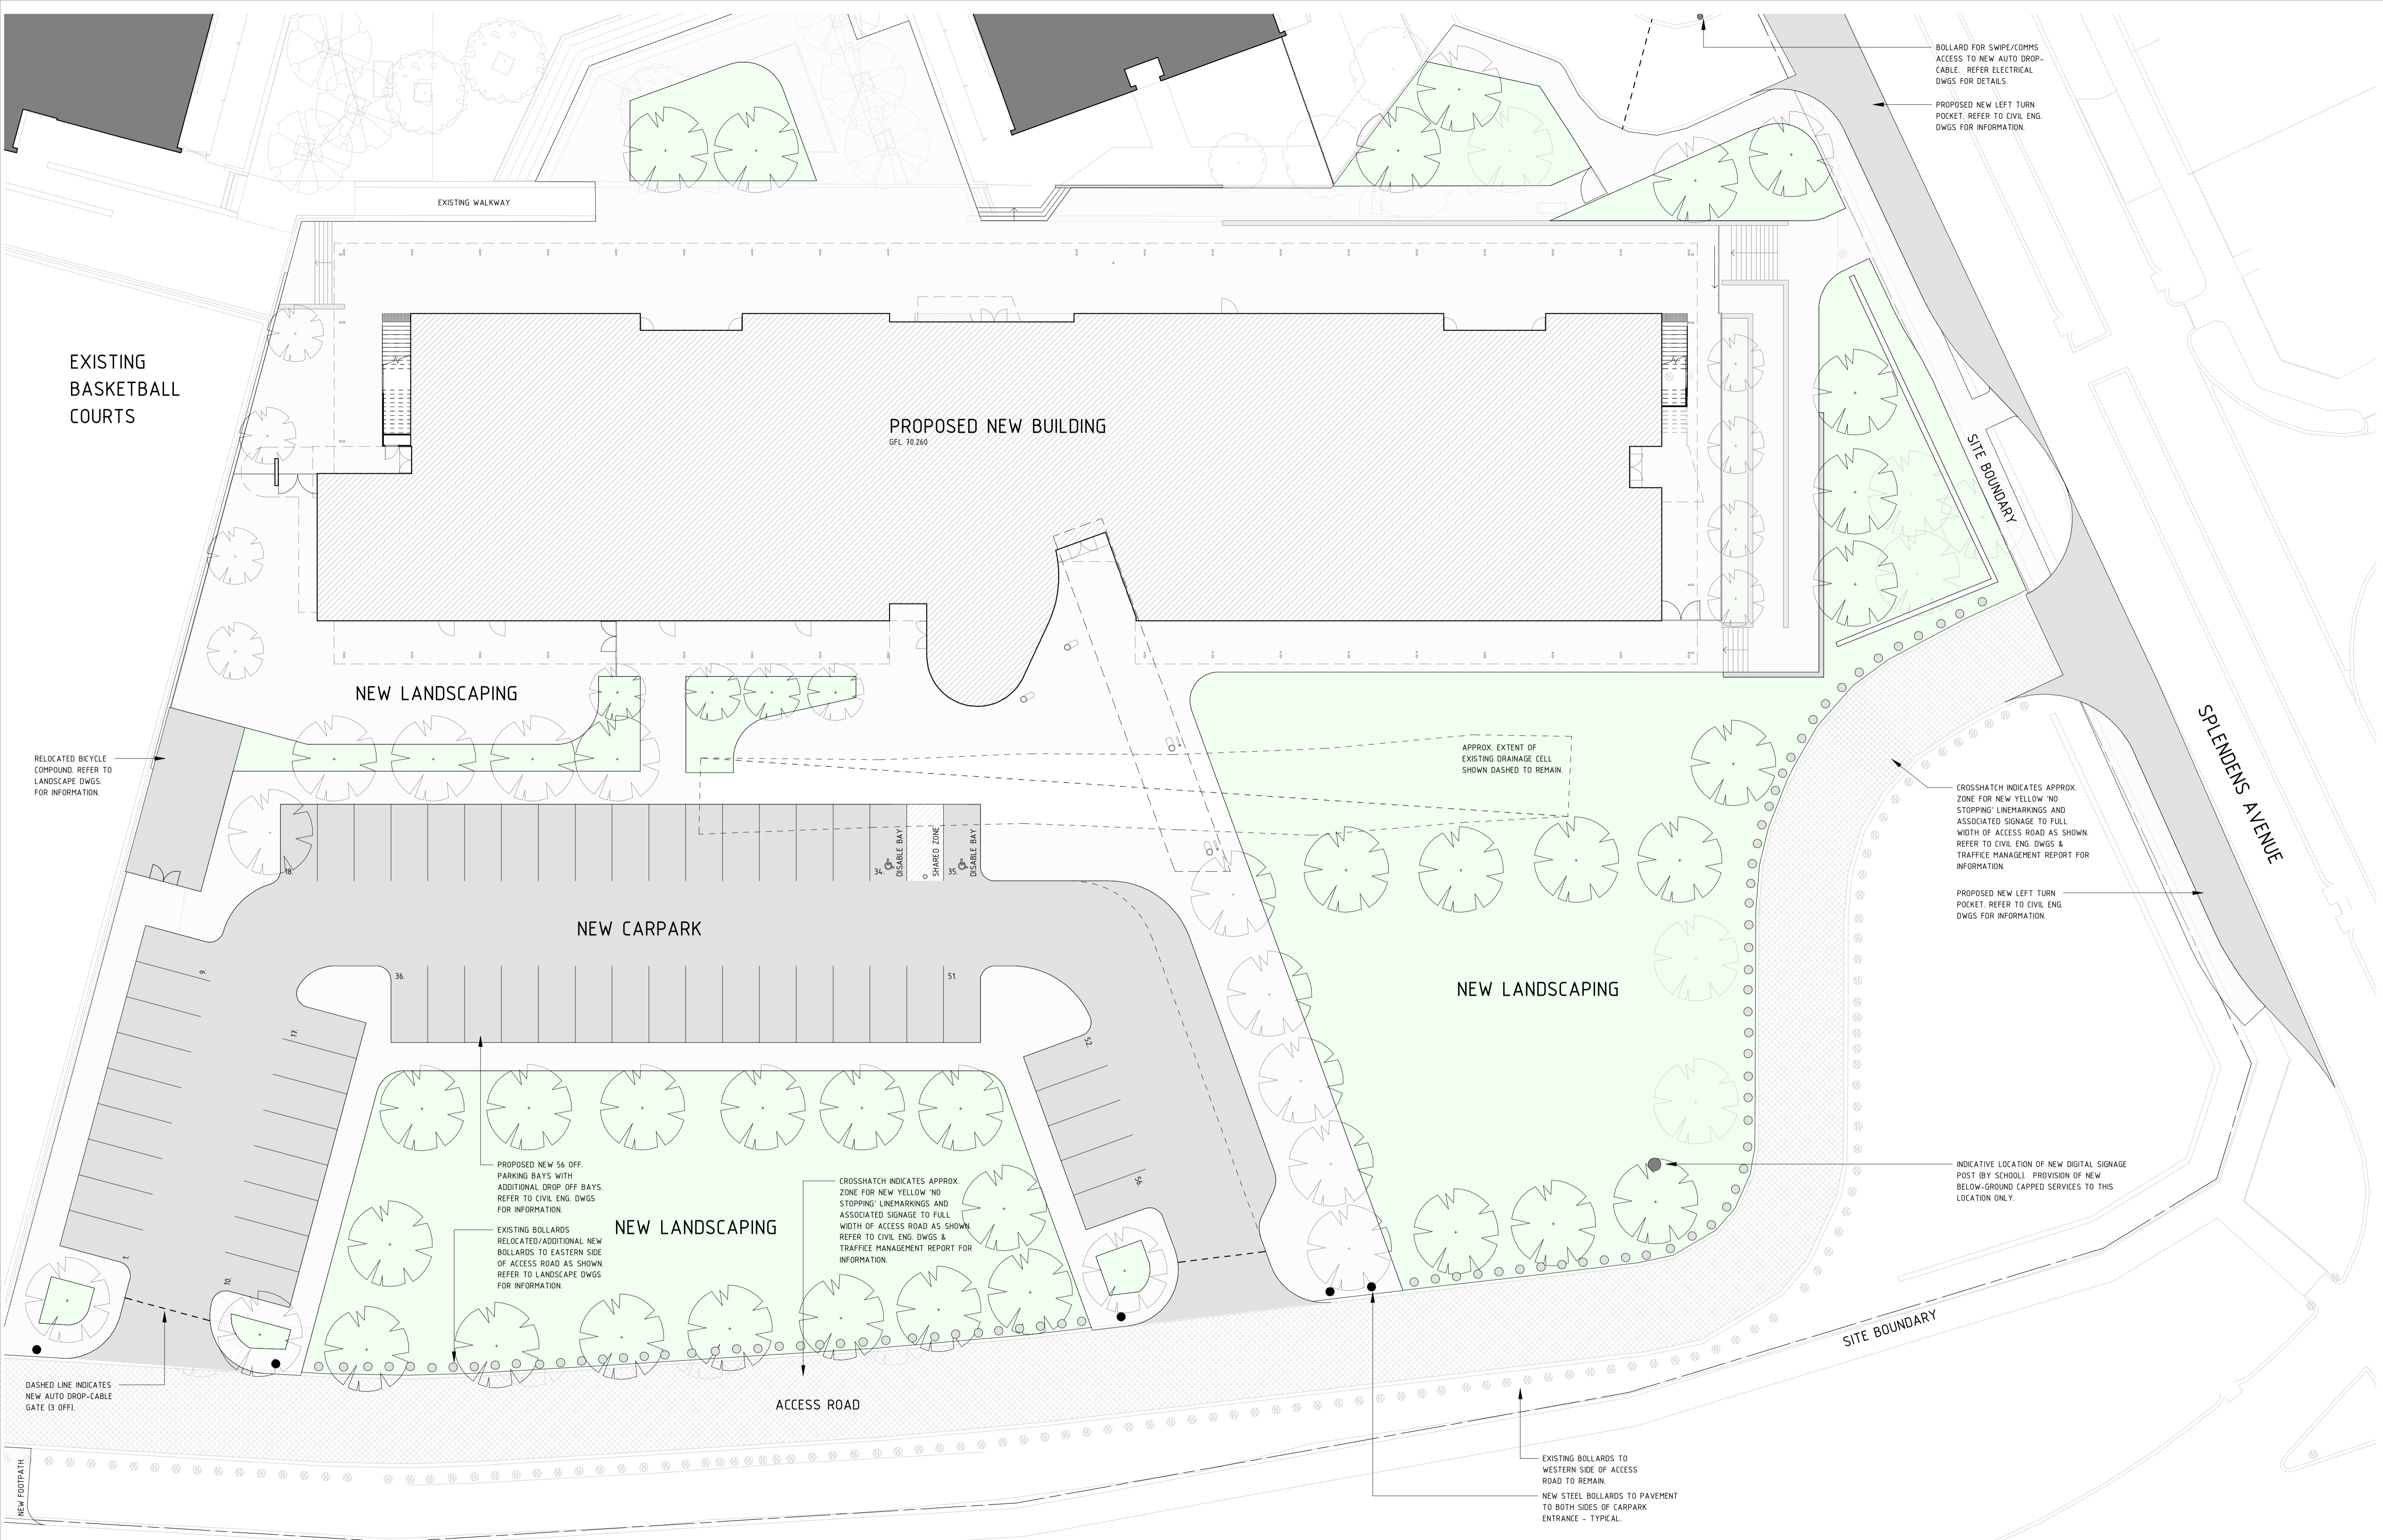 BOLLARD FOR SWIPE/COMMS
ACCESS TO NEW AUTO DROP-
CABLE. REFER ELECTRICAL
DWGS FOR DETAILS
PROPOSED NEW LEFT TURN
POCKET. REFER TO CIVIL ENG.
DWGS FOR INFORMATION.
EXISTING WALKWAY
EXISTING
BASKETBALL
COURTS
PROPOSED NEW BUILDING
GFL 70.260
SITE BOUNDARY
NEW LANDSCAPING
SPLENDENS AVENUE
RELOCATED BICYCLE
COMPOUND. REFER TO
LANDSCAPE DWGS.
FOR INFORMATION.
APPROX. EXTENT OF
EXISTING DRAINAGE CELL
SHOWN DASHED TO REMAIN.
CROSSHATCH INDICATES APPROX.
ZONE FOR NEW YELLOW 'NO
STOPPING' LINEMARKINGS AND
ASSOCIATED SIGNAGE TO FULL
WIDTH OF ACCESS ROAD AS SHOWN.
REFER TO CIVIL ENG. DWGS &
TRAFFICE MANAGEMENT REPORT FOR
INFORMATION.
18.
34.
DISABLE BAY
SHARED ZONE
35.
DISABLE BAY
PROPOSED NEW LEFT TURN
POCKET. REFER TO CIVIL ENG.
DWGS FOR INFORMATION.
NEW CARPARK
9.
36.
51.
NEW LANDSCAPING
17.
52.
PROPOSED NEW 56 OFF.
PARKING BAYS WITH
ADDITIONAL DROP OFF BAYS.
REFER TO CIVIL ENG. DWGS
FOR INFORMATION.
CROSSHATCH INDICATES APPROX.
ZONE FOR NEW YELLOW 'NO
STOPPING' LINEMARKINGS AND
ASSOCIATED SIGNAGE TO FULL
WIDTH OF ACCESS ROAD AS SHOWN.
REFER TO CIVIL ENG. DWGS &
TRAFFICE MANAGEMENT REPORT FOR
INFORMATION.
56.
INDICATIVE LOCATION OF NEW DIGITAL SIGNAGE
POST (BY SCHOOL). PROVISION OF NEW
BELOW-GROUND CAPPED SERVICES TO THIS
LOCATION ONLY.
EXISTING BOLLARDS
RELOCATED/ADDITIONAL NEW
BOLLARDS TO EASTERN SIDE
OF ACCESS ROAD AS SHOWN.
REFER TO LANDSCAPE DWGS
FOR INFORMATION.
NEW LANDSCAPING
1.
10.
SITE BOUNDARY
DASHED LINE INDICATES
NEW AUTO DROP-CABLE
GATE (3 OFF).
ACCESS ROAD
NEW FOOTPATH
EXISTING BOLLARDS TO
WESTERN SIDE OF ACCESS
ROAD TO REMAIN.
NEW STEEL BOLLARDS TO PAVEMENT
TO BOTH SIDES OF CARPARK
ENTRANCE - TYPICAL.